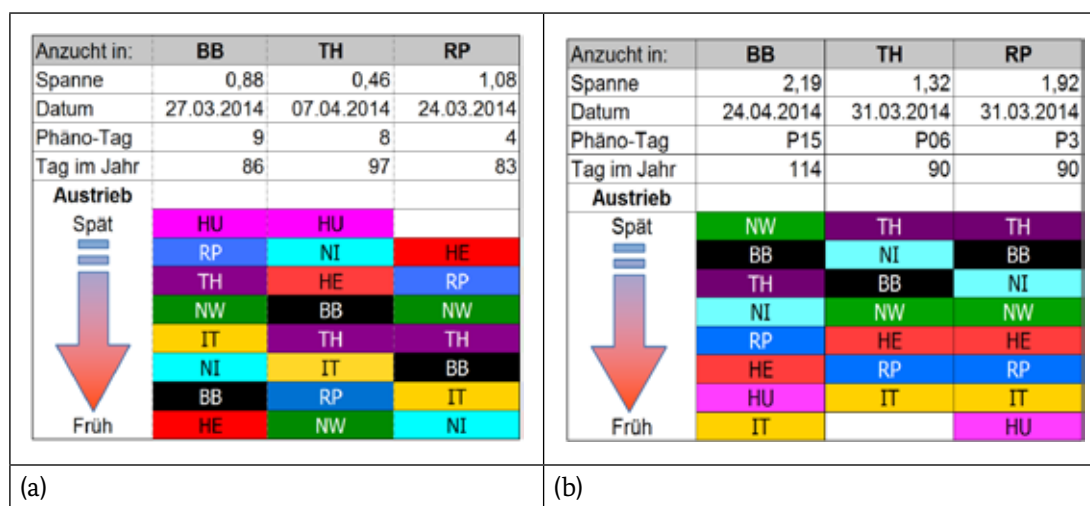 Anzucht in: BB TH RP
Spanne 0,88 0,46 1,08
Datum 27.03.2014 07.04.2014 24.03.2014
Phäno-Tag 9 8 4
Tag im Jahr 86 97 83
Austrieb
Spät HU HU
RP NI HE
TH HE RP
NW BB NW
IT TH TH
NI IT BB
BB RP IT
Früh HE NW NI
(a)
Anzucht in: BB TH RP
Spanne 2,19 1,32 1,92
Datum 24.04.2014 31.03.2014 31.03.2014
Phäno-Tag P15 P06 P3
Tag im Jahr 114 90 90
Austrieb
Spät NW TH TH
BB NI BB
TH BB NI
NI NW NW
RP HE HE
HE RP RP
HU IT IT
Früh IT HU
(b)